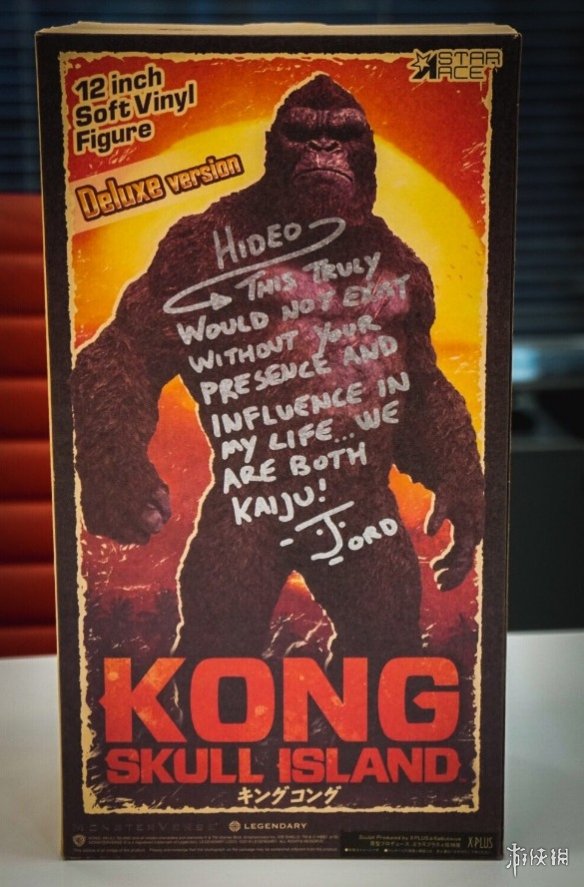 STAR
ACE
12 inch
Soft Vinyl
Figure
Deluxe version
HIDEO
THIS TRULY
WOULD NOT EXIST
WITHOUT YOUR
PRESENCE AND
INFLUENCE IN
MY LIFE... WE
ARE BOTH
KAIJU!
- JORD
KONG
SKULL ISLAND
キングコング
MONSTERVERSE LEGENDARY
X-PLUS
游侠网